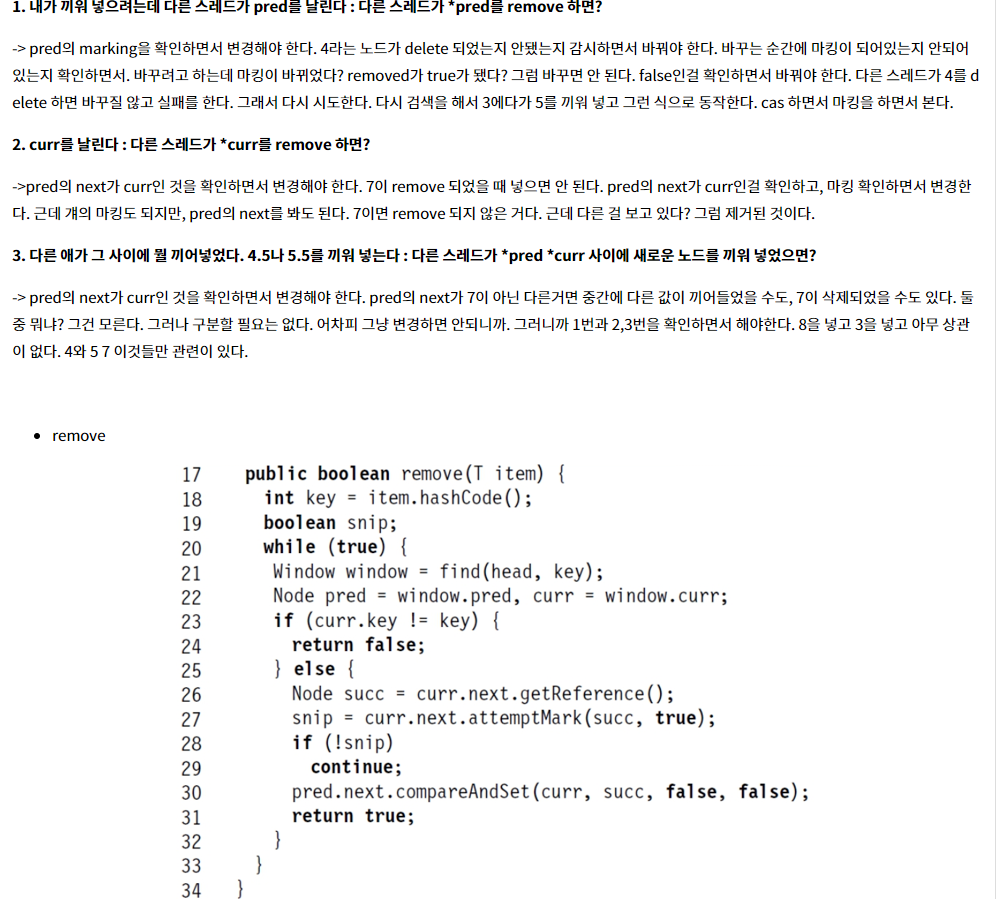 1. 내가 끼워 넣으려는데 다른 스레드가 pred를 날린다 : 다른 스레드가 *pred를 remove 하면?
-> pred의 marking을 확인하면서 변경해야 한다. 4라는 노드가 delete 되었는지 안됐는지 감시하면서 바꿔야 한다. 바꾸는 순간에 마킹이 되어있는지 안되어
있는지 확인하면서. 바꾸려고 하는데 마킹이 바뀌었다? removed가 true가 됐다? 그럼 바꾸면 안 된다. false인걸 확인하면서 바꿔야 한다. 다른 스레드가 4를 d
elete 하면 바꾸질 않고 실패를 한다. 그래서 다시 시도한다. 다시 검색을 해서 3에다가 5를 끼워 넣고 그런 식으로 동작한다. cas 하면서 마킹을 하면서 본다.
2. curr를 날린다 : 다른 스레드가 *curr를 remove 하면?
->pred의 next가 curr인 것을 확인하면서 변경해야 한다. 7이 remove 되었을 때 넣으면 안 된다. pred의 next가 curr인걸 확인하고, 마킹 확인하면서 변경한
다. 근데 걔의 마킹도 되지만, pred의 next를 봐도 된다. 7이면 remove 되지 않은 거다. 근데 다른 걸 보고 있다? 그럼 제거된 것이다.
3. 다른 애가 그 사이에 뭘 끼어넣었다. 4.5나 5.5를 끼워 넣는다 : 다른 스레드가 *pred *curr 사이에 새로운 노드를 끼워 넣었으면?
-> pred의 next가 curr인 것을 확인하면서 변경해야 한다. pred의 next가 7이 아닌 다른거면 중간에 다른 값이 끼어들었을 수도, 7이 삭제되었을 수도 있다. 둘
중 뭐냐? 그건 모른다. 그러나 구분할 필요는 없다. 어차피 그냥 변경하면 안되니까. 그러니까 1번과 2,3번을 확인하면서 해야한다. 8을 넣고 3을 넣고 아무 상관
이 없다. 4와 5 7 이것들만 관련이 있다.
• remove
17 public boolean remove(T item) {
18 int key = item.hashCode();
19 boolean snip;
20 while (true) {
21 Window window = find(head, key);
22 Node pred = window.pred, curr = window.curr;
23 if (curr.key != key) {
24 return false;
25 } else {
26 Node succ = curr.next.getReference();
27 snip = curr.next.attemptMark(succ, true);
28 if (!snip)
29 continue;
30 pred.next.compareAndSet(curr, succ, false, false);
31 return true;
32 }
33 }
34 }